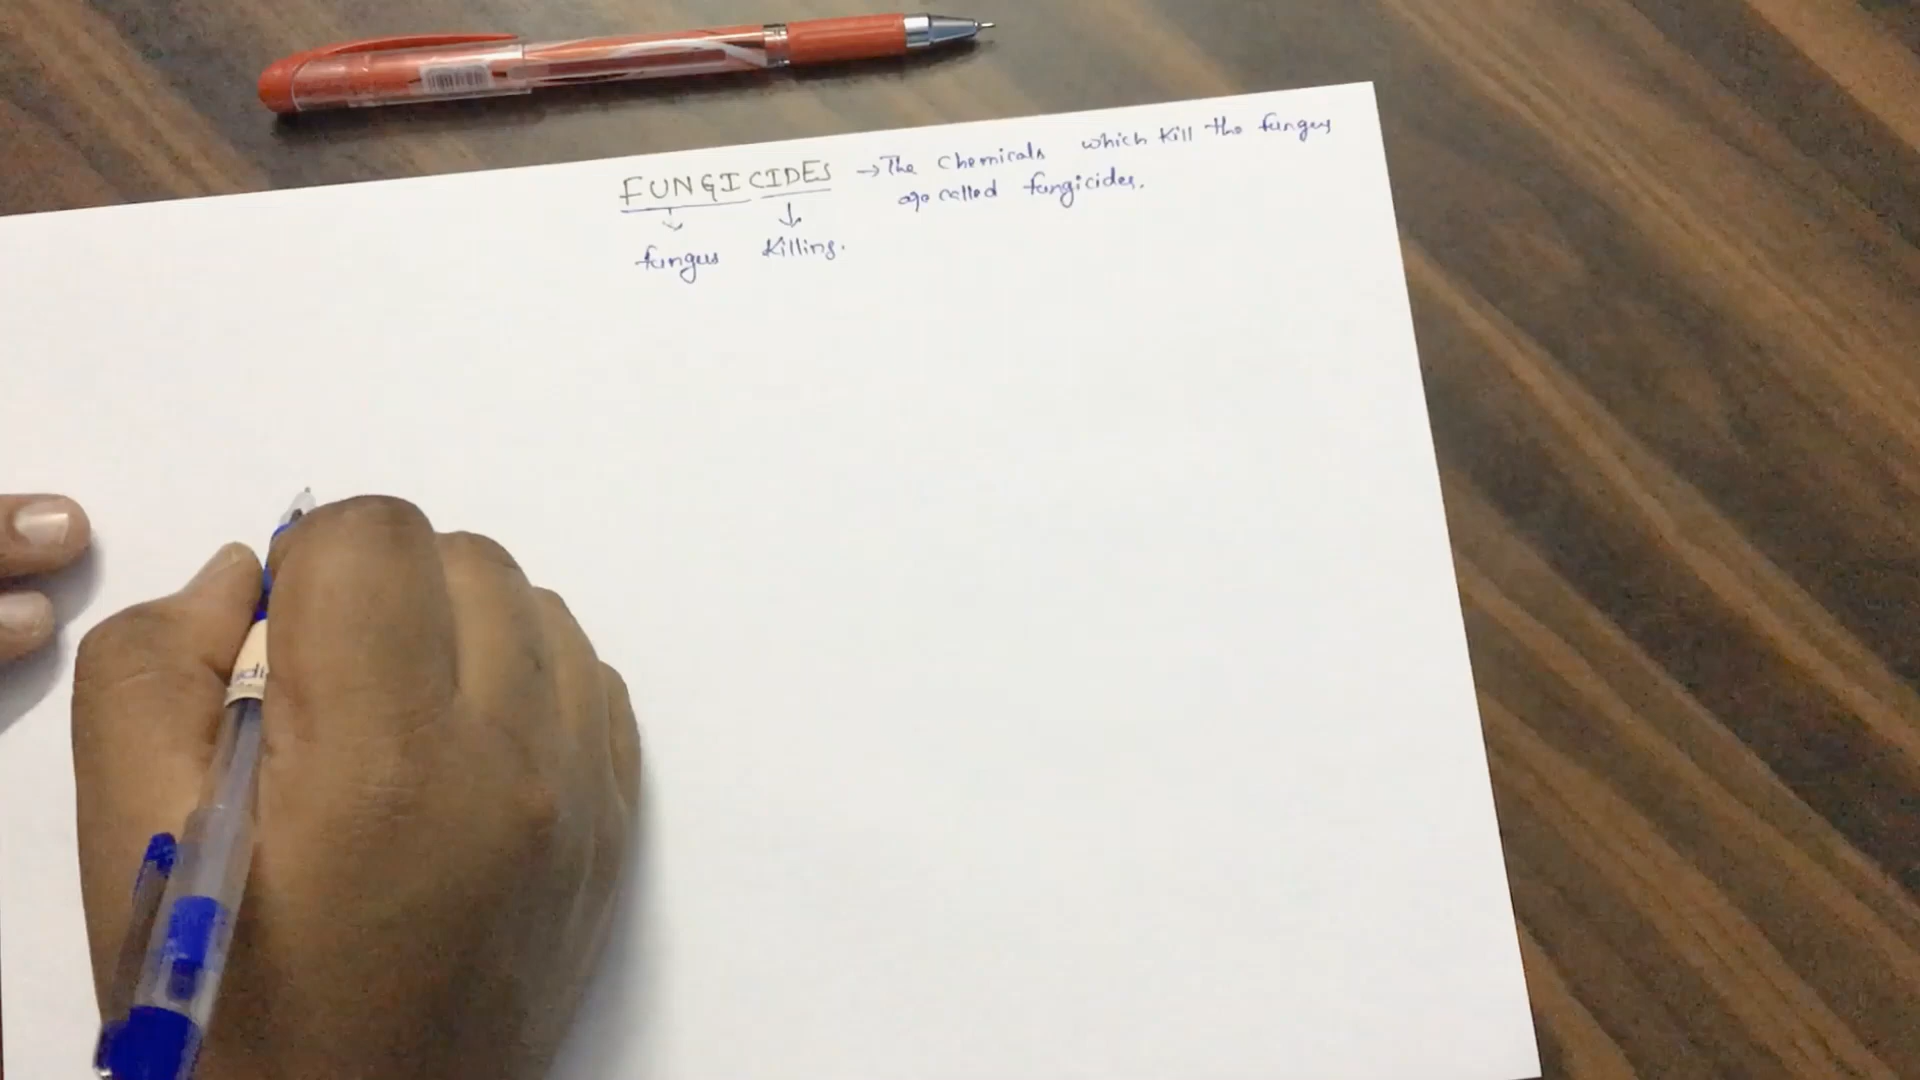 FUNGICIDES → The chemicals which kill the fungus
are called fungicides.
fungus killing.